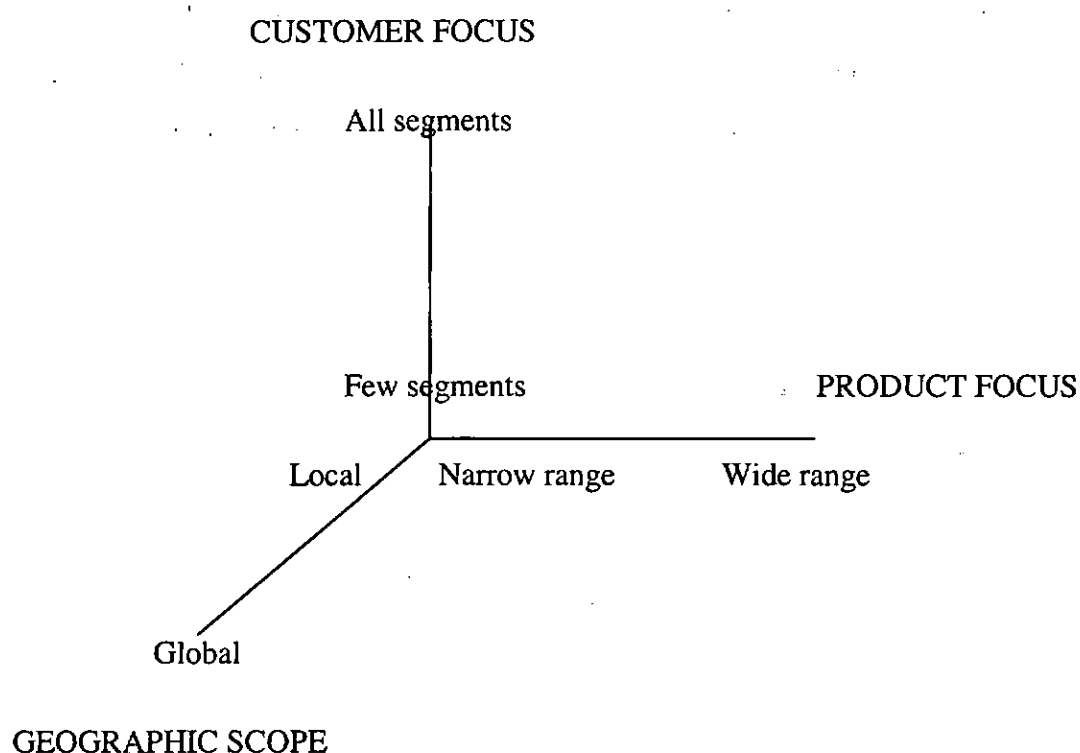 CUSTOMER FOCUS
All segments
Few segments
PRODUCT FOCUS
Local
Narrow range
Wide range
Global
GEOGRAPHIC SCOPE